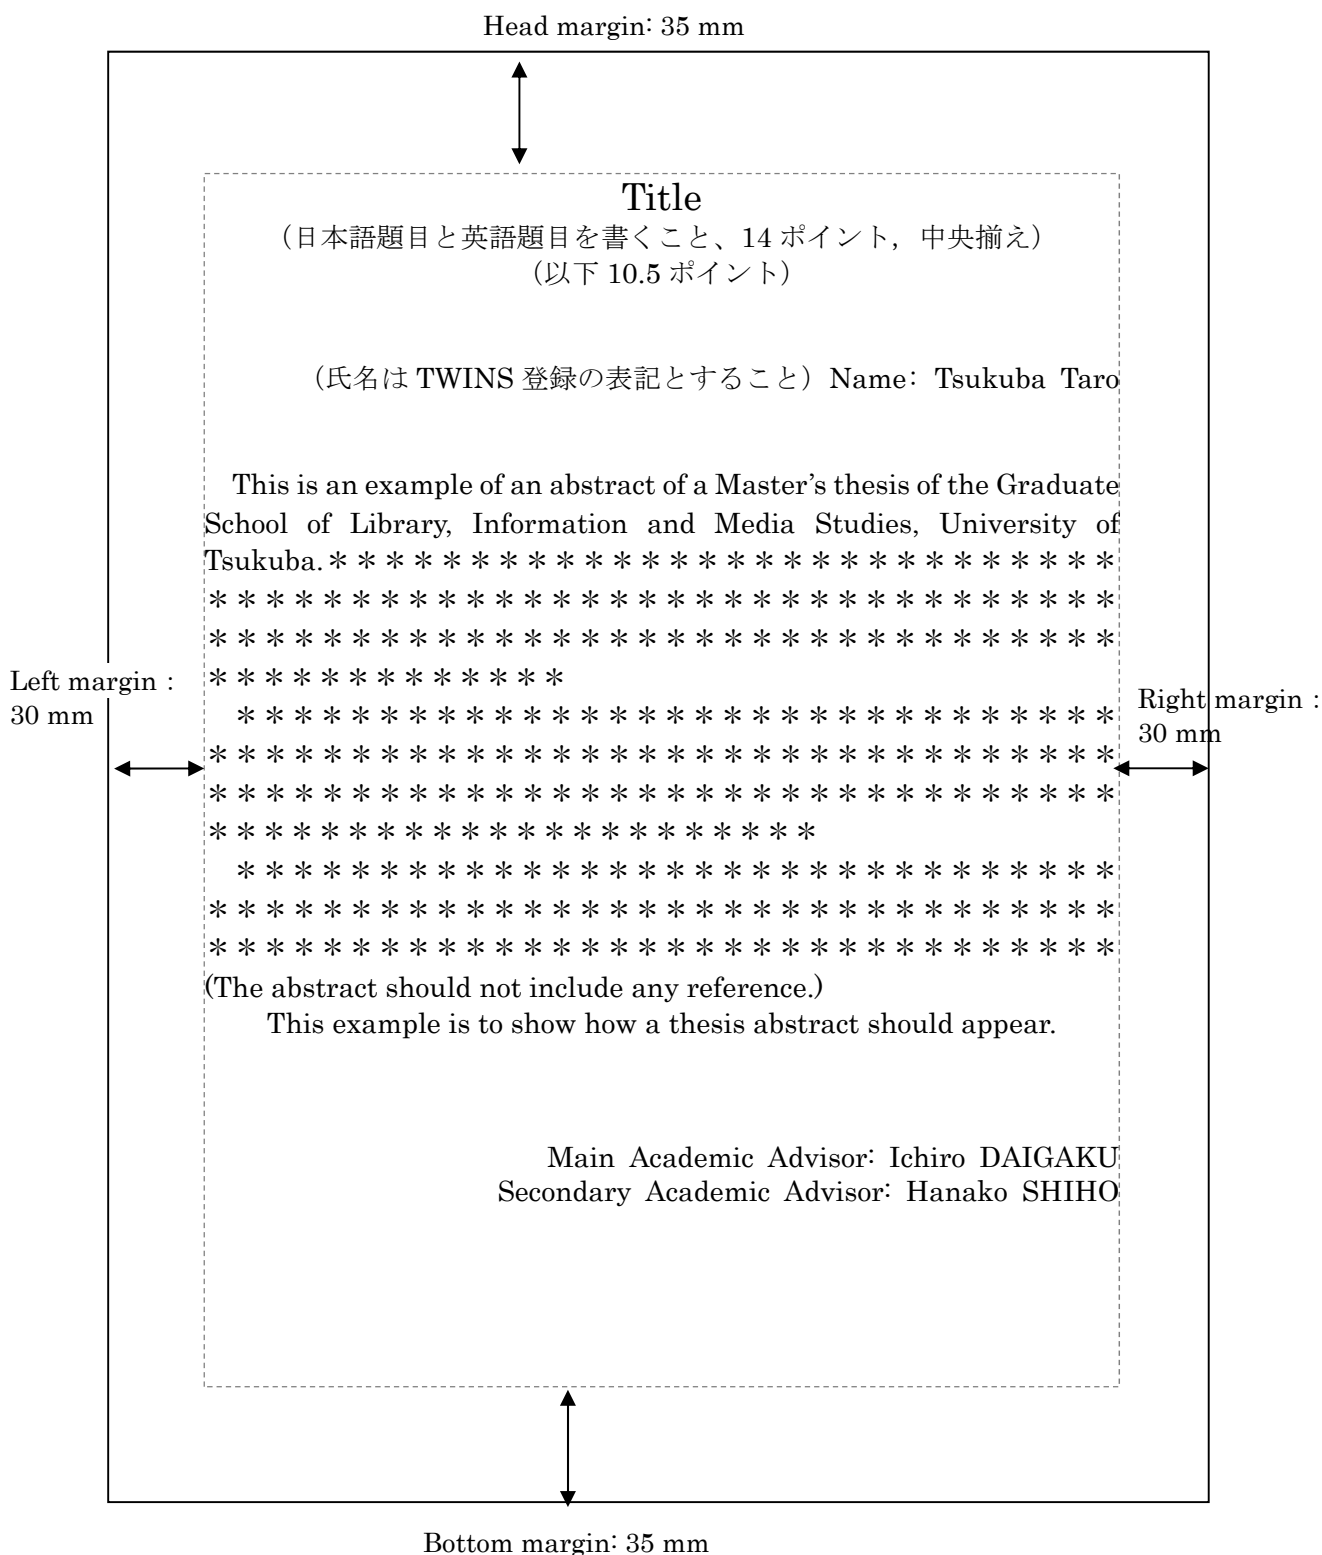 Head margin: 35 mm
Title
（日本語題目と英語題目を書くこと、14 ポイント，中央揃え）
（以下 10.5 ポイント）
（氏名は TWINS 登録の表記とすること）Name: Tsukuba Taro
This is an example of an abstract of a Master’s thesis of the Graduate
School of Library, Information and Media Studies, University of
Tsukuba.＊＊＊＊＊＊＊＊＊＊＊＊＊＊＊＊＊＊＊＊＊＊＊＊＊＊＊＊
＊＊＊＊＊＊＊＊＊＊＊＊＊＊＊＊＊＊＊＊＊＊＊＊＊＊＊＊＊＊＊＊
＊＊＊＊＊＊＊＊＊＊＊＊＊＊＊＊＊＊＊＊＊＊＊＊＊＊＊＊＊＊＊＊
＊＊＊＊＊＊＊＊＊＊＊＊＊
＊＊＊＊＊＊＊＊＊＊＊＊＊＊＊＊＊＊＊＊＊＊＊＊＊＊＊＊＊＊＊
＊＊＊＊＊＊＊＊＊＊＊＊＊＊＊＊＊＊＊＊＊＊＊＊＊＊＊＊＊＊＊＊
＊＊＊＊＊＊＊＊＊＊＊＊＊＊＊＊＊＊＊＊＊＊＊＊＊＊＊＊＊＊＊＊
＊＊＊＊＊＊＊＊＊＊＊＊＊＊＊＊＊＊＊＊＊＊
＊＊＊＊＊＊＊＊＊＊＊＊＊＊＊＊＊＊＊＊＊＊＊＊＊＊＊＊＊＊＊
＊＊＊＊＊＊＊＊＊＊＊＊＊＊＊＊＊＊＊＊＊＊＊＊＊＊＊＊＊＊＊＊
＊＊＊＊＊＊＊＊＊＊＊＊＊＊＊＊＊＊＊＊＊＊＊＊＊＊＊＊＊＊＊＊
(The abstract should not include any reference.)
This example is to show how a thesis abstract should appear.
Main Academic Advisor: Ichiro DAIGAKU
Secondary Academic Advisor: Hanako SHIHO
Left margin :
30 mm
Right margin :
30 mm
Bottom margin: 35 mm